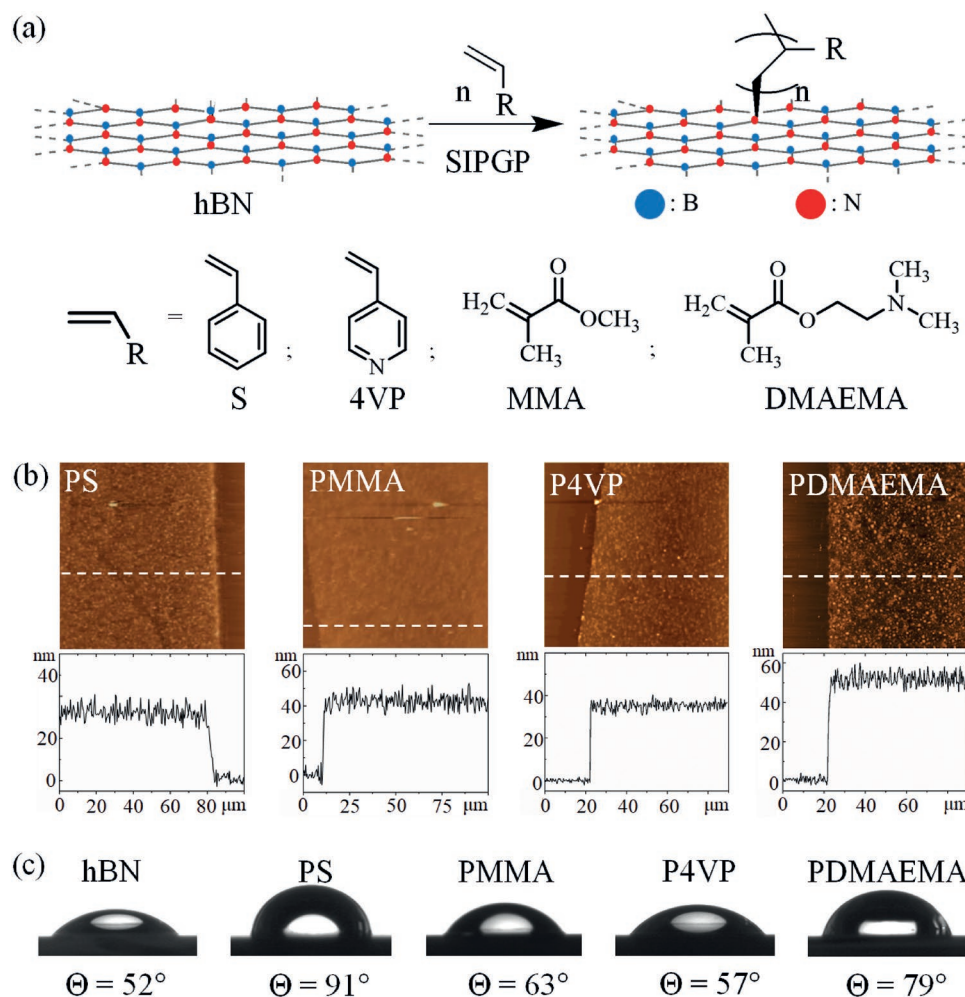 (a)
n
R
SIPGP
R
n
hBN
: B
: N
R
=
S
;
N
4VP
;
H₂C
O
OCH₃
CH₃
MMA
;
H₂C
O
O
CH₃
N
CH₃
CH₃
DMAEMA
(b)
PS
PMMA
P4VP
PDMAEMA
nm
40
20
0
0 20 40 60 80 μm
nm
60
40
20
0
0 25 50 75 μm
nm
60
40
20
0
0 20 40 60 80 μm
nm
60
40
20
0
0 20 40 60 80 μm
(c)
hBN
PS
PMMA
P4VP
PDMAEMA
Θ = 52°
Θ = 91°
Θ = 63°
Θ = 57°
Θ = 79°